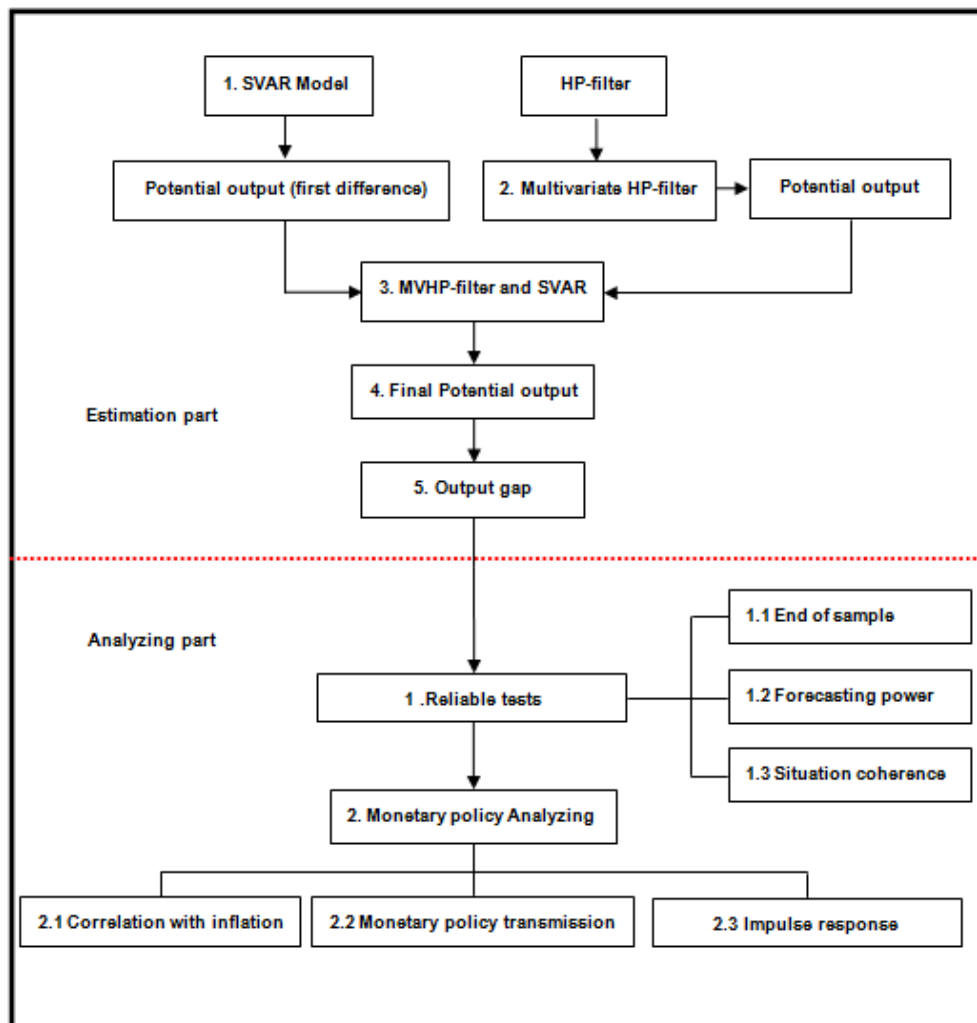 1. SVAR Model
HP-filter
Potential output (first difference)
2. Multivariate HP-filter
Potential output
3. MVHP-filter and SVAR
4. Final Potential output
Estimation part
5. Output gap
Analyzing part
1.1 End of sample
1 .Reliable tests
1.2 Forecasting power
1.3 Situation coherence
2. Monetary policy Analyzing
2.1 Correlation with inflation
2.2 Monetary policy transmission
2.3 Impulse response